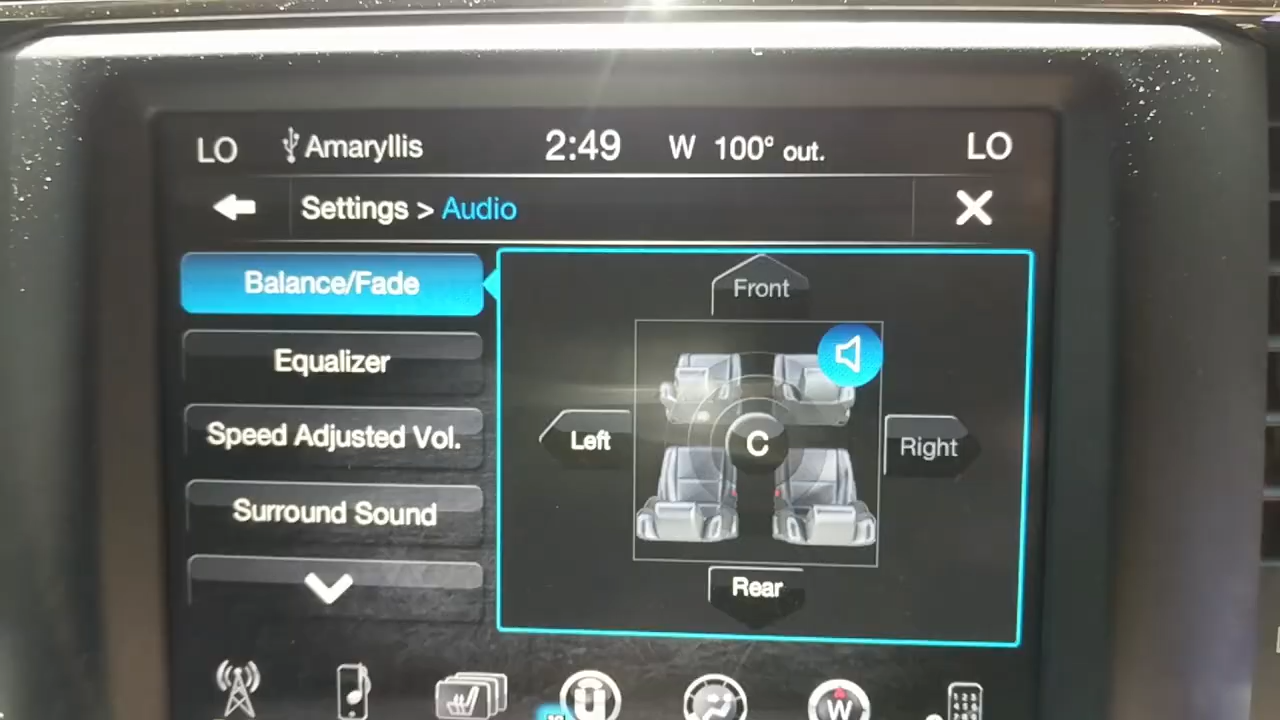 LO Amaryllis 2:49 W 100° out. LO
Settings > Audio
Balance/Fade
Equalizer
Speed Adjusted Vol.
Surround Sound
Front
Left
C
Right
Rear
W